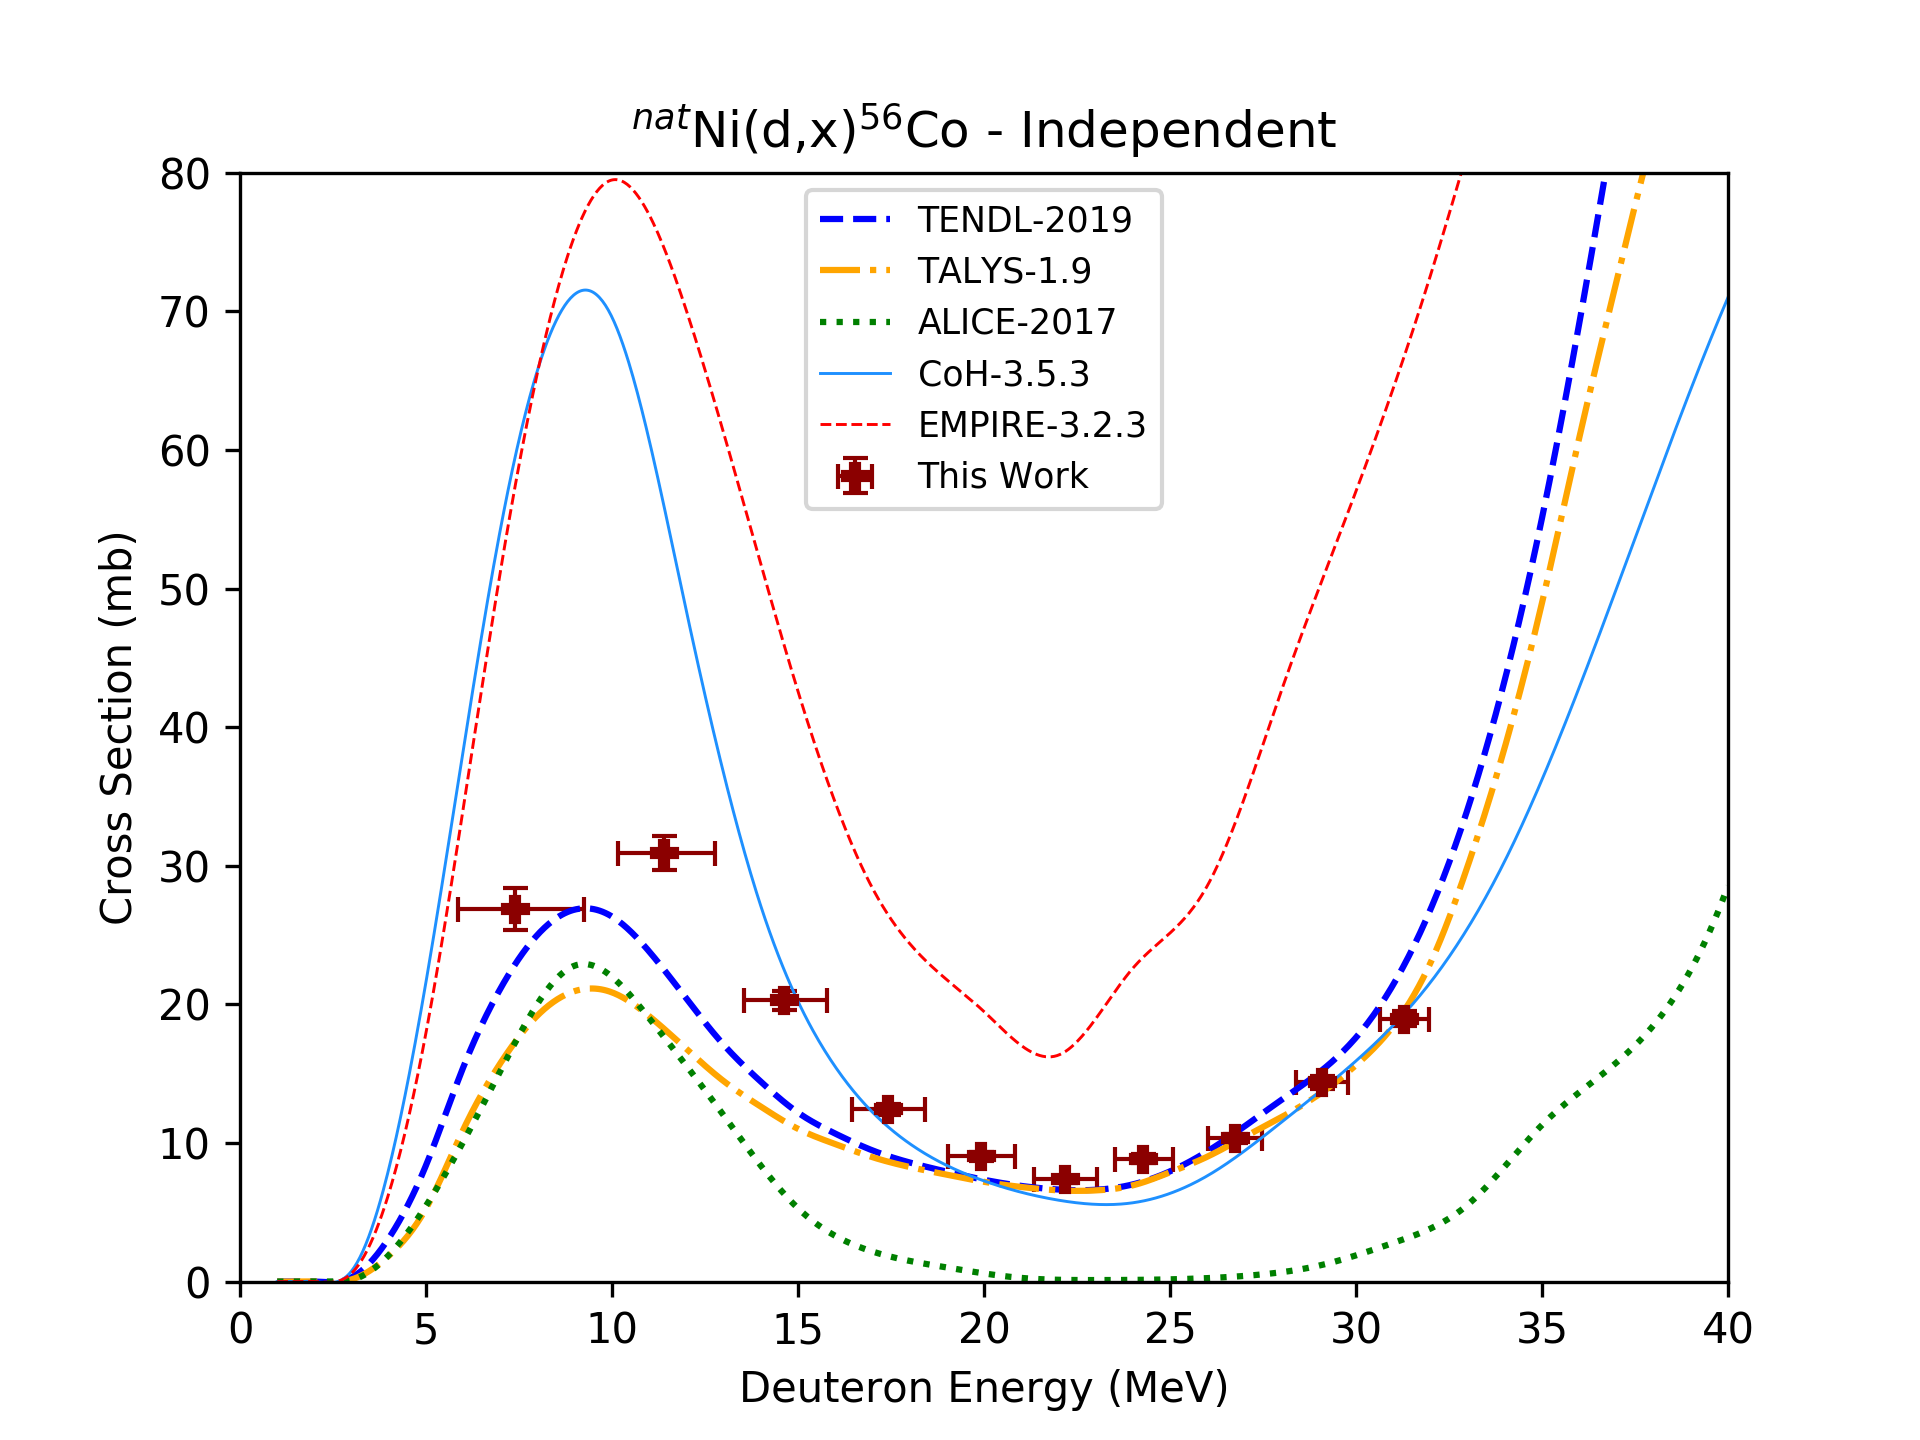 natNi(d,x)56Co - Independent
80
70
60
50
40
30
20
10
0
Cross Section (mb)
TENDL-2019
TALYS-1.9
ALICE-2017
CoH-3.5.3
EMPIRE-3.2.3
This Work
0 5 10 15 20 25 30 35 40
Deuteron Energy (MeV)